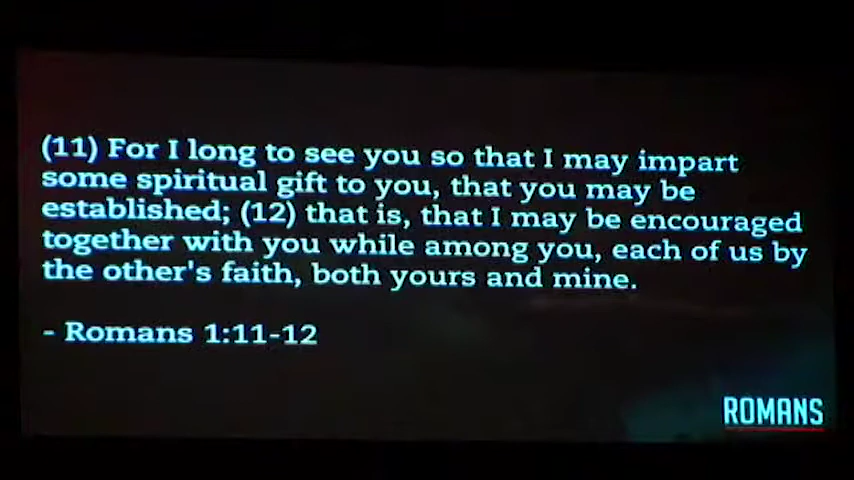 (11) For I long to see you so that I may impart
some spiritual gift to you, that you may be
established; (12) that is, that I may be encouraged
together with you while among you, each of us by
the other's faith, both yours and mine.
- Romans 1:11-12
ROMANS